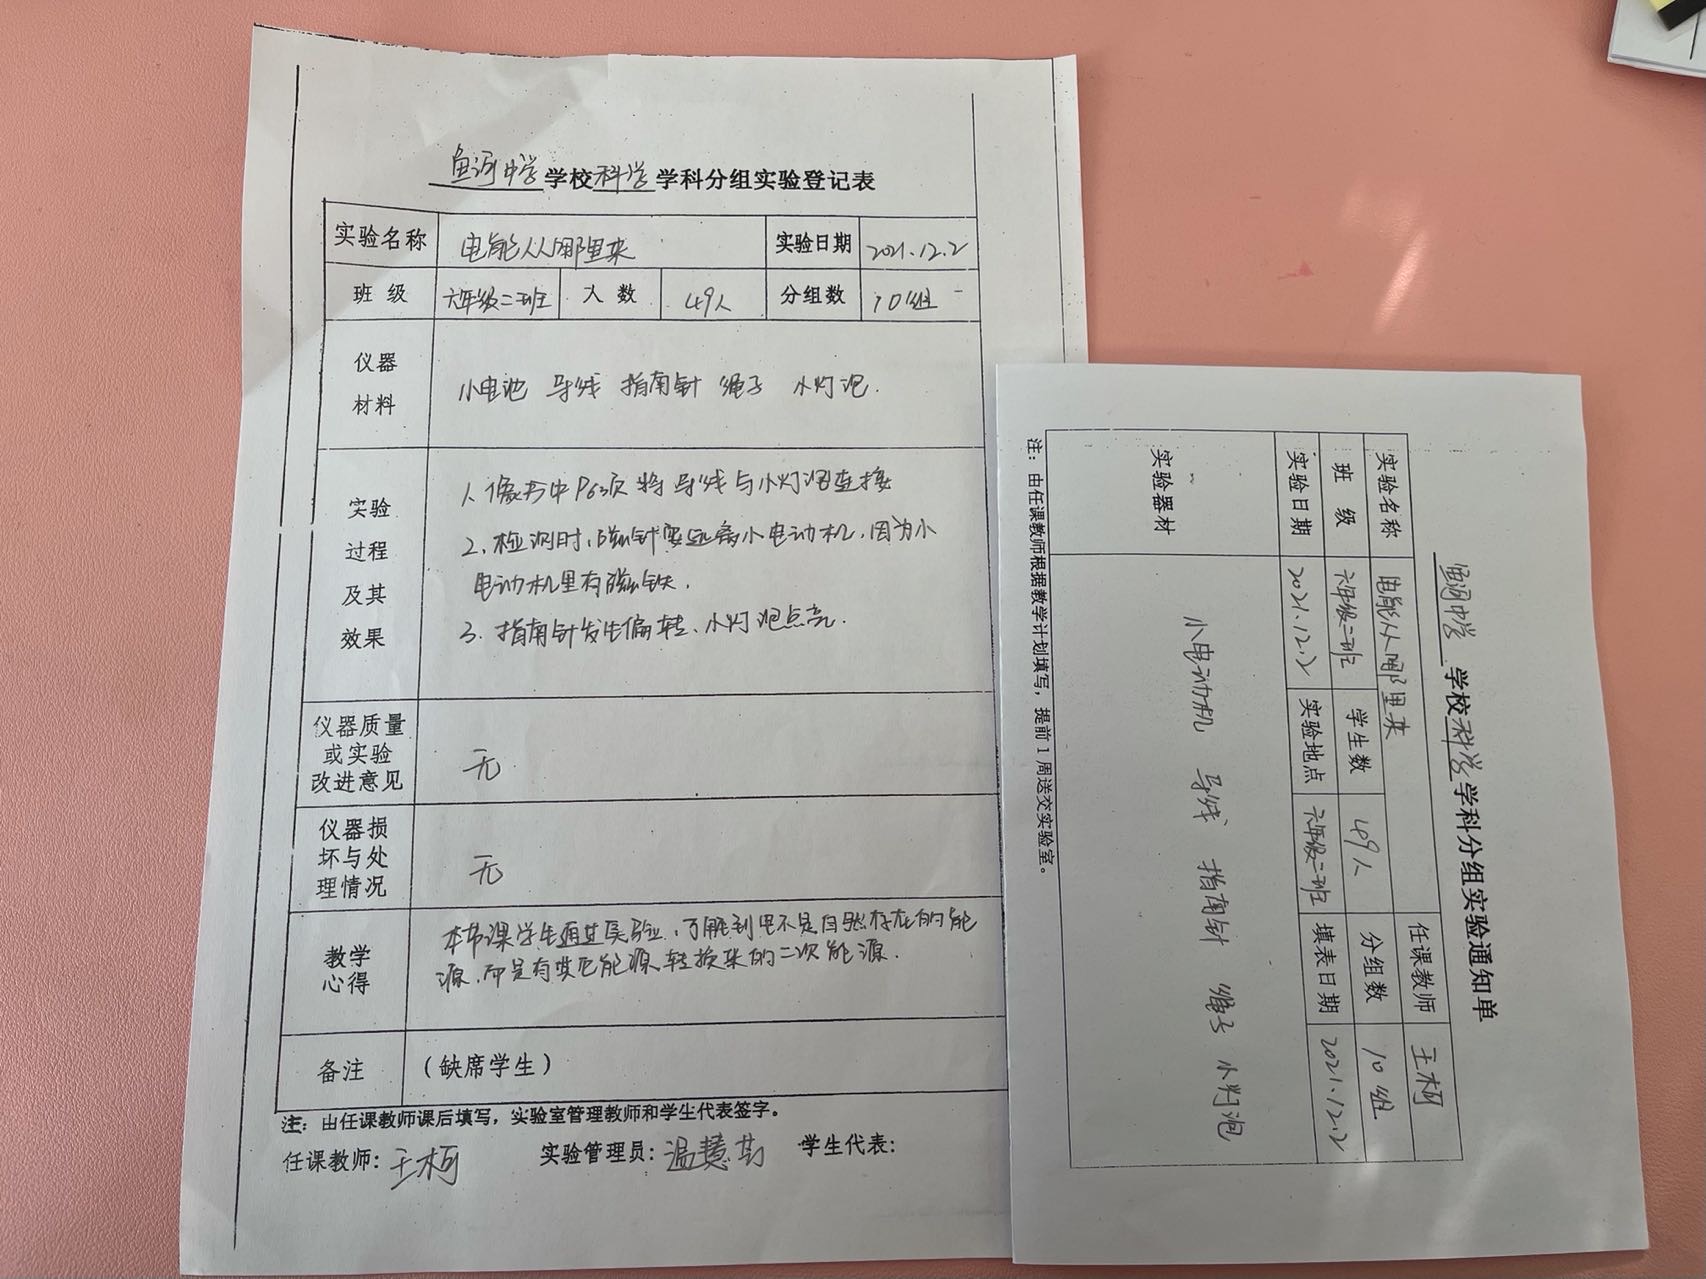 鱼河中学学校科学学科分组实验登记表
实验名称 电能从哪里来 实验日期 2021.12.2
班 级 六年级二班 人 数 49人 分组数 10组
仪器
材料
小电池 导线 指南针 绳子 小灯泡.
实验
过程
及其
效果
1、像书中P63页将导线与小灯泡连接
2、检测时,磁针要远离小电动机,因为小
电动机里有磁铁.
3. 指南针发生偏转、小灯泡点亮.
仪器质量
或实验
改进意见
无
仪器损
坏与处
理情况
无
教学
心得
本节课学生通过实验,了解到电不是自然存在的能
源,而是有其他能源转换来的二次能源.
备注 (缺席学生)
注:由任课教师课后填写,实验室管理教师和学生代表签字。
任课教师:王柯 实验管理员:温慧 学生代表:
鱼河中学 学校科学学科分组实验通知单
实验名称 电能从哪里来 任课教师 王柯
班 级 六年级二班 学生数 49人 分组数 10组
实验日期 2021.12.2 实验地点 六年级二班 填表日期 2021.12.2
实验器材 小电动机 导线 指南针 绳子 小灯泡
注:由任课教师根据教学计划填写,提前1周送交实验室。